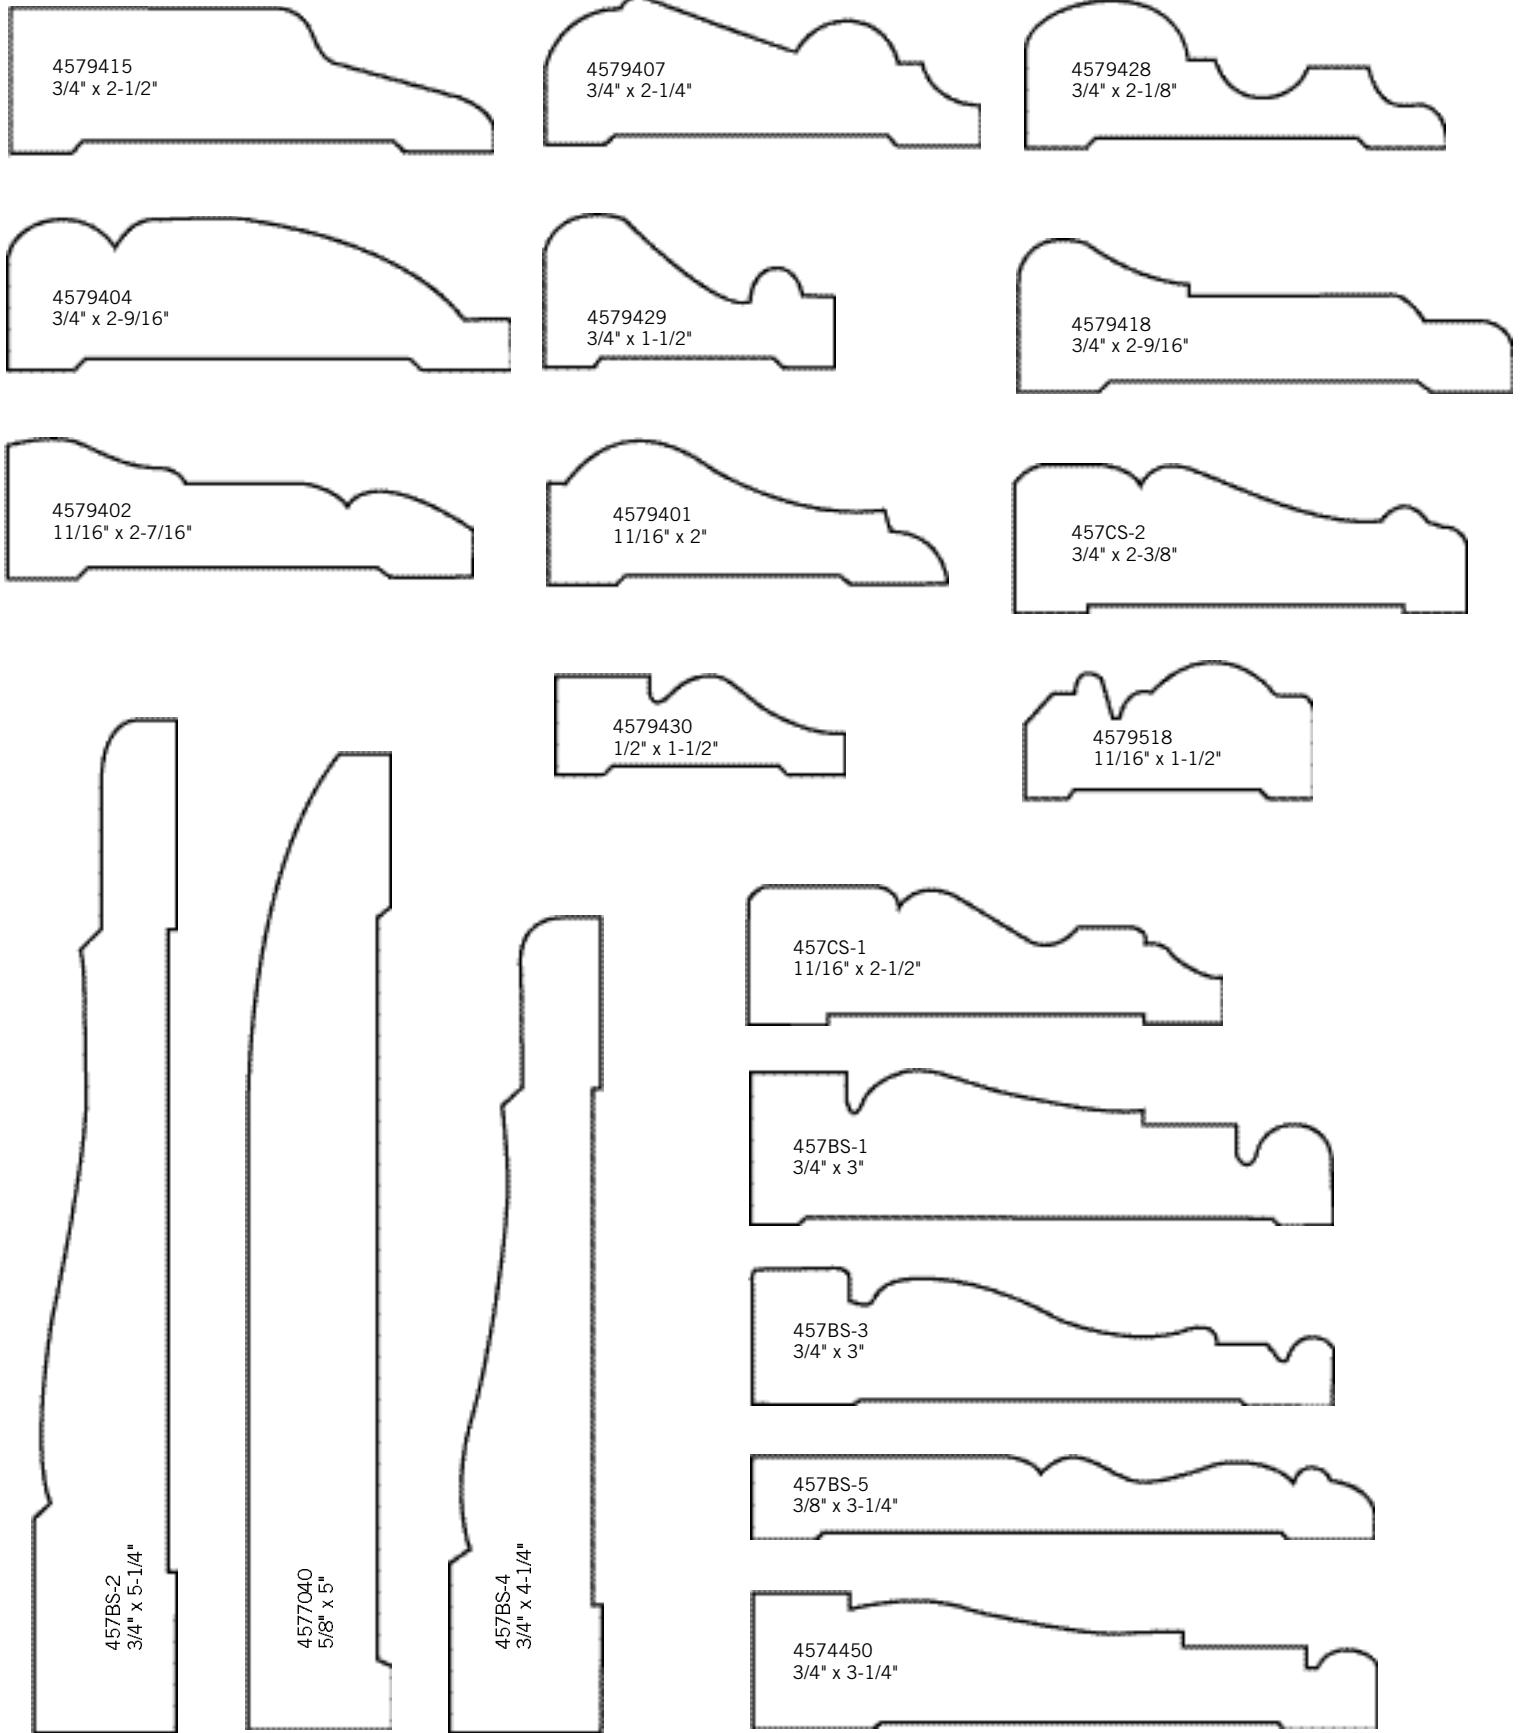 4579415
3/4" x 2-1/2"
4579407
3/4" x 2-1/4"
4579428
3/4" x 2-1/8"
4579404
3/4" x 2-9/16"
4579429
3/4" x 1-1/2"
4579418
3/4" x 2-9/16"
4579402
11/16" x 2-7/16"
4579401
11/16" x 2"
457CS-2
3/4" x 2-3/8"
4579430
1/2" x 1-1/2"
4579518
11/16" x 1-1/2"
457CS-1
11/16" x 2-1/2"
457BS-1
3/4" x 3"
457BS-3
3/4" x 3"
457BS-5
3/8" x 3-1/4"
4574450
3/4" x 3-1/4"
457BS-2
3/4" x 5-1/4"
4577040
5/8" x 5"
457BS-4
3/4" x 4-1/4"